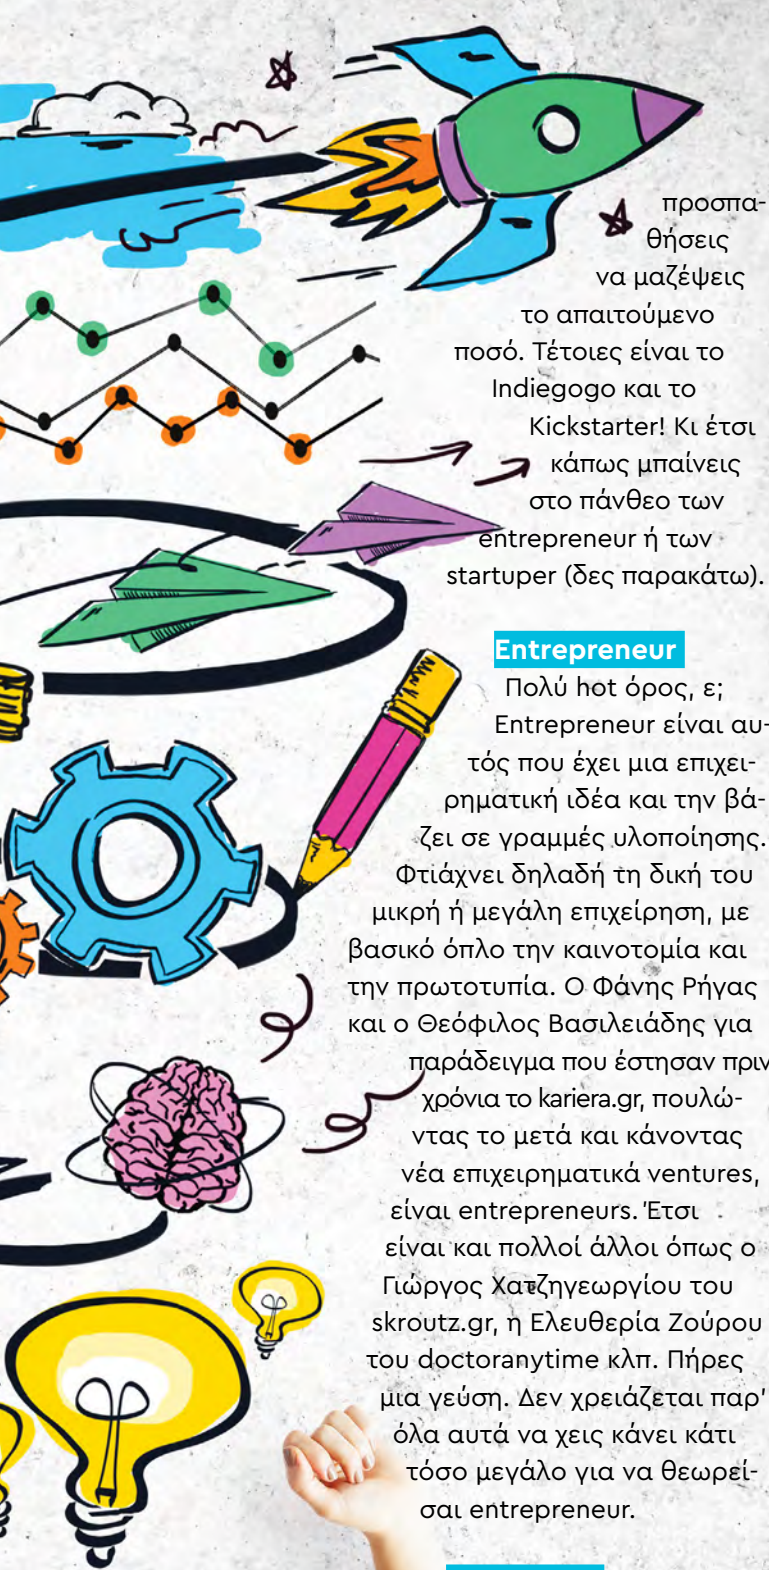 προσπα-
θήσεις
να μαζέψεις
το απαιτούμενο
ποσό. Τέτοιες είναι το
Indiegogo και το
Kickstarter! Κι έτσι
κάπως μπαίνεις
στο πάνθεο των
entrepreneur ή των
startuper (δες παρακάτω).
Entrepreneur
Πολύ hot όρος, ε;
Entrepreneur είναι αυ-
τός που έχει μια επιχει-
ρηματική ιδέα και την βά-
ζει σε γραμμές υλοποίησης.
Φτιάχνει δηλαδή τη δική του
μικρή ή μεγάλη επιχείρηση, με
βασικό όπλο την καινοτομία και
την πρωτοτυπία. Ο Φάνης Ρήγας
και ο Θεόφιλος Βασιλειάδης για
παράδειγμα που έστησαν πριν
χρόνια το kariera.gr, πουλώ-
ντας το μετά και κάνοντας
νέα επιχειρηματικά ventures,
είναι entrepreneurs. Έτσι
είναι και πολλοί άλλοι όπως ο
Γιώργος Χατζηγεωργίου του
skroutz.gr, η Ελευθερία Ζούρου
του doctoranytime κλπ. Πήρες
μια γεύση. Δεν χρειάζεται παρ'
όλα αυτά να χεις κάνει κάτι
τόσο μεγάλο για να θεωρεί-
σαι entrepreneur.